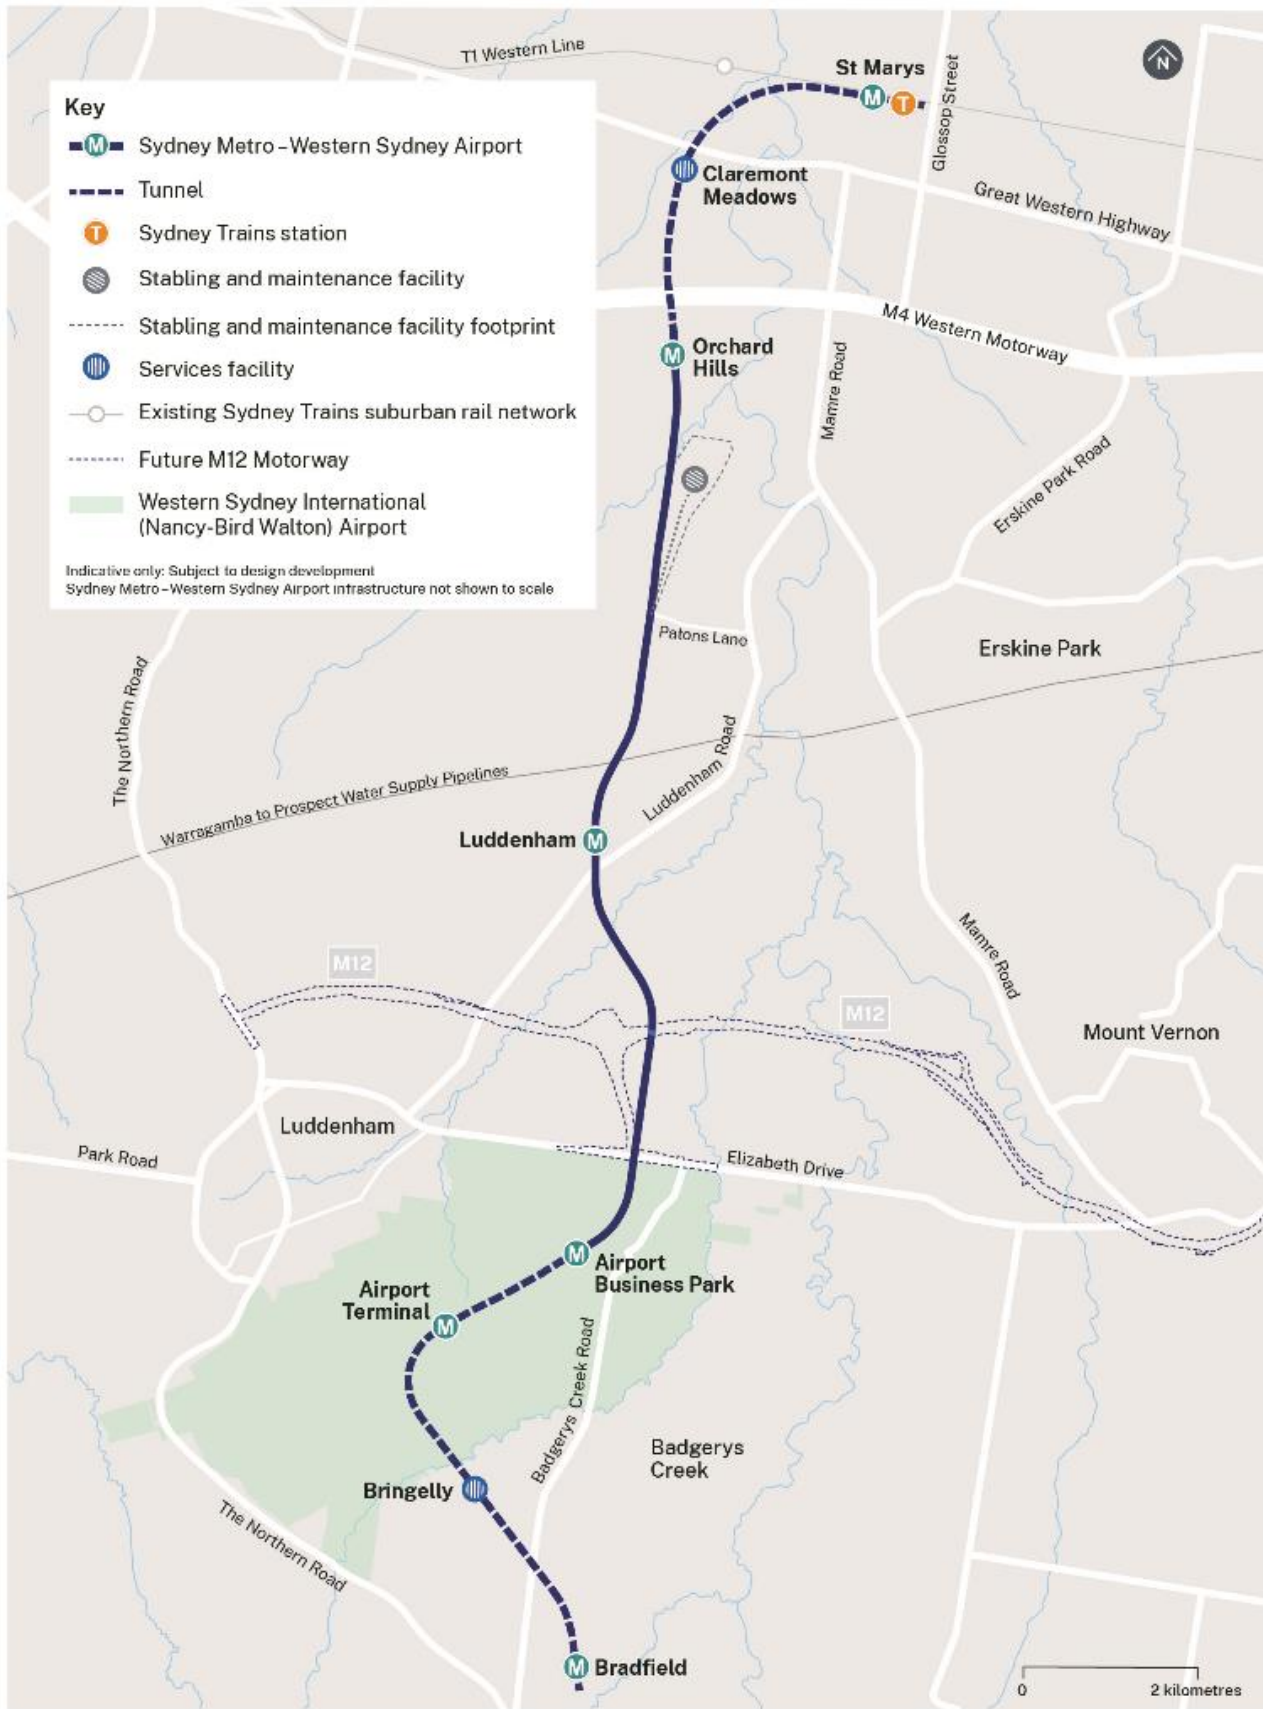 T1 Western Line
St Marys
N
M
T
Glossop Street
Key
M
Sydney Metro – Western Sydney Airport
Tunnel
T
Sydney Trains station
Stabling and maintenance facility
Stabling and maintenance facility footprint
Services facility
Existing Sydney Trains suburban rail network
Future M12 Motorway
Western Sydney International
(Nancy-Bird Walton) Airport
Indicative only: Subject to design development
Sydney Metro – Western Sydney Airport infrastructure not shown to scale
Claremont
Meadows
Great Western Highway
M4 Western Motorway
M
Orchard
Hills
Mamre Road
Erskine Park Road
Patons Lane
Erskine Park
The Northern Road
Warragamba to Prospect Water Supply Pipelines
Luddenham Road
Luddenham
M
Mamre Road
M12
M12
Mount Vernon
Luddenham
Park Road
Elizabeth Drive
M
Airport
Business Park
Airport
Terminal
M
Badgerys Creek Road
Badgerys
Creek
Bringelly
The Northern Road
M
Bradfield
0
2 kilometres